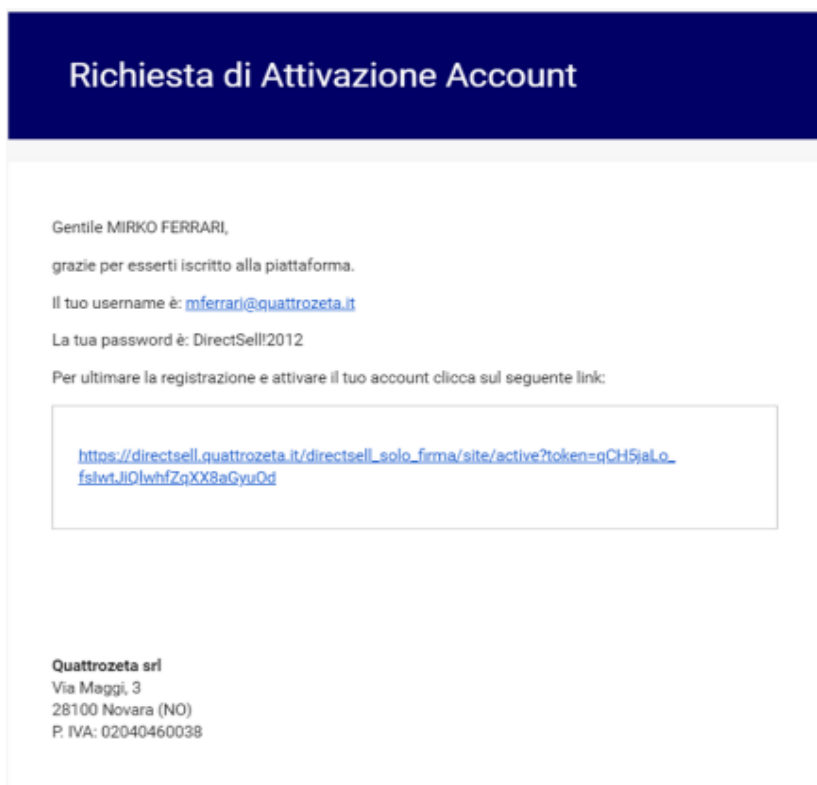 Richiesta di Attivazione Account
Gentile MIRKO FERRARI,
grazie per esserti iscritto alla piattaforma.
Il tuo username è: mferrari@quattrozeta.it
La tua password è: DirectSell!2012
Per ultimare la registrazione e attivare il tuo account clicca sul seguente link:
https://directsell.quattrozeta.it/directsell_solo_firma/site/active?token=qCH5jaLo_
fsIwtJiQlwhfZqXX8aGyuOd
Quattrozeta srl
Via Maggi, 3
28100 Novara (NO)
P. IVA: 02040460038